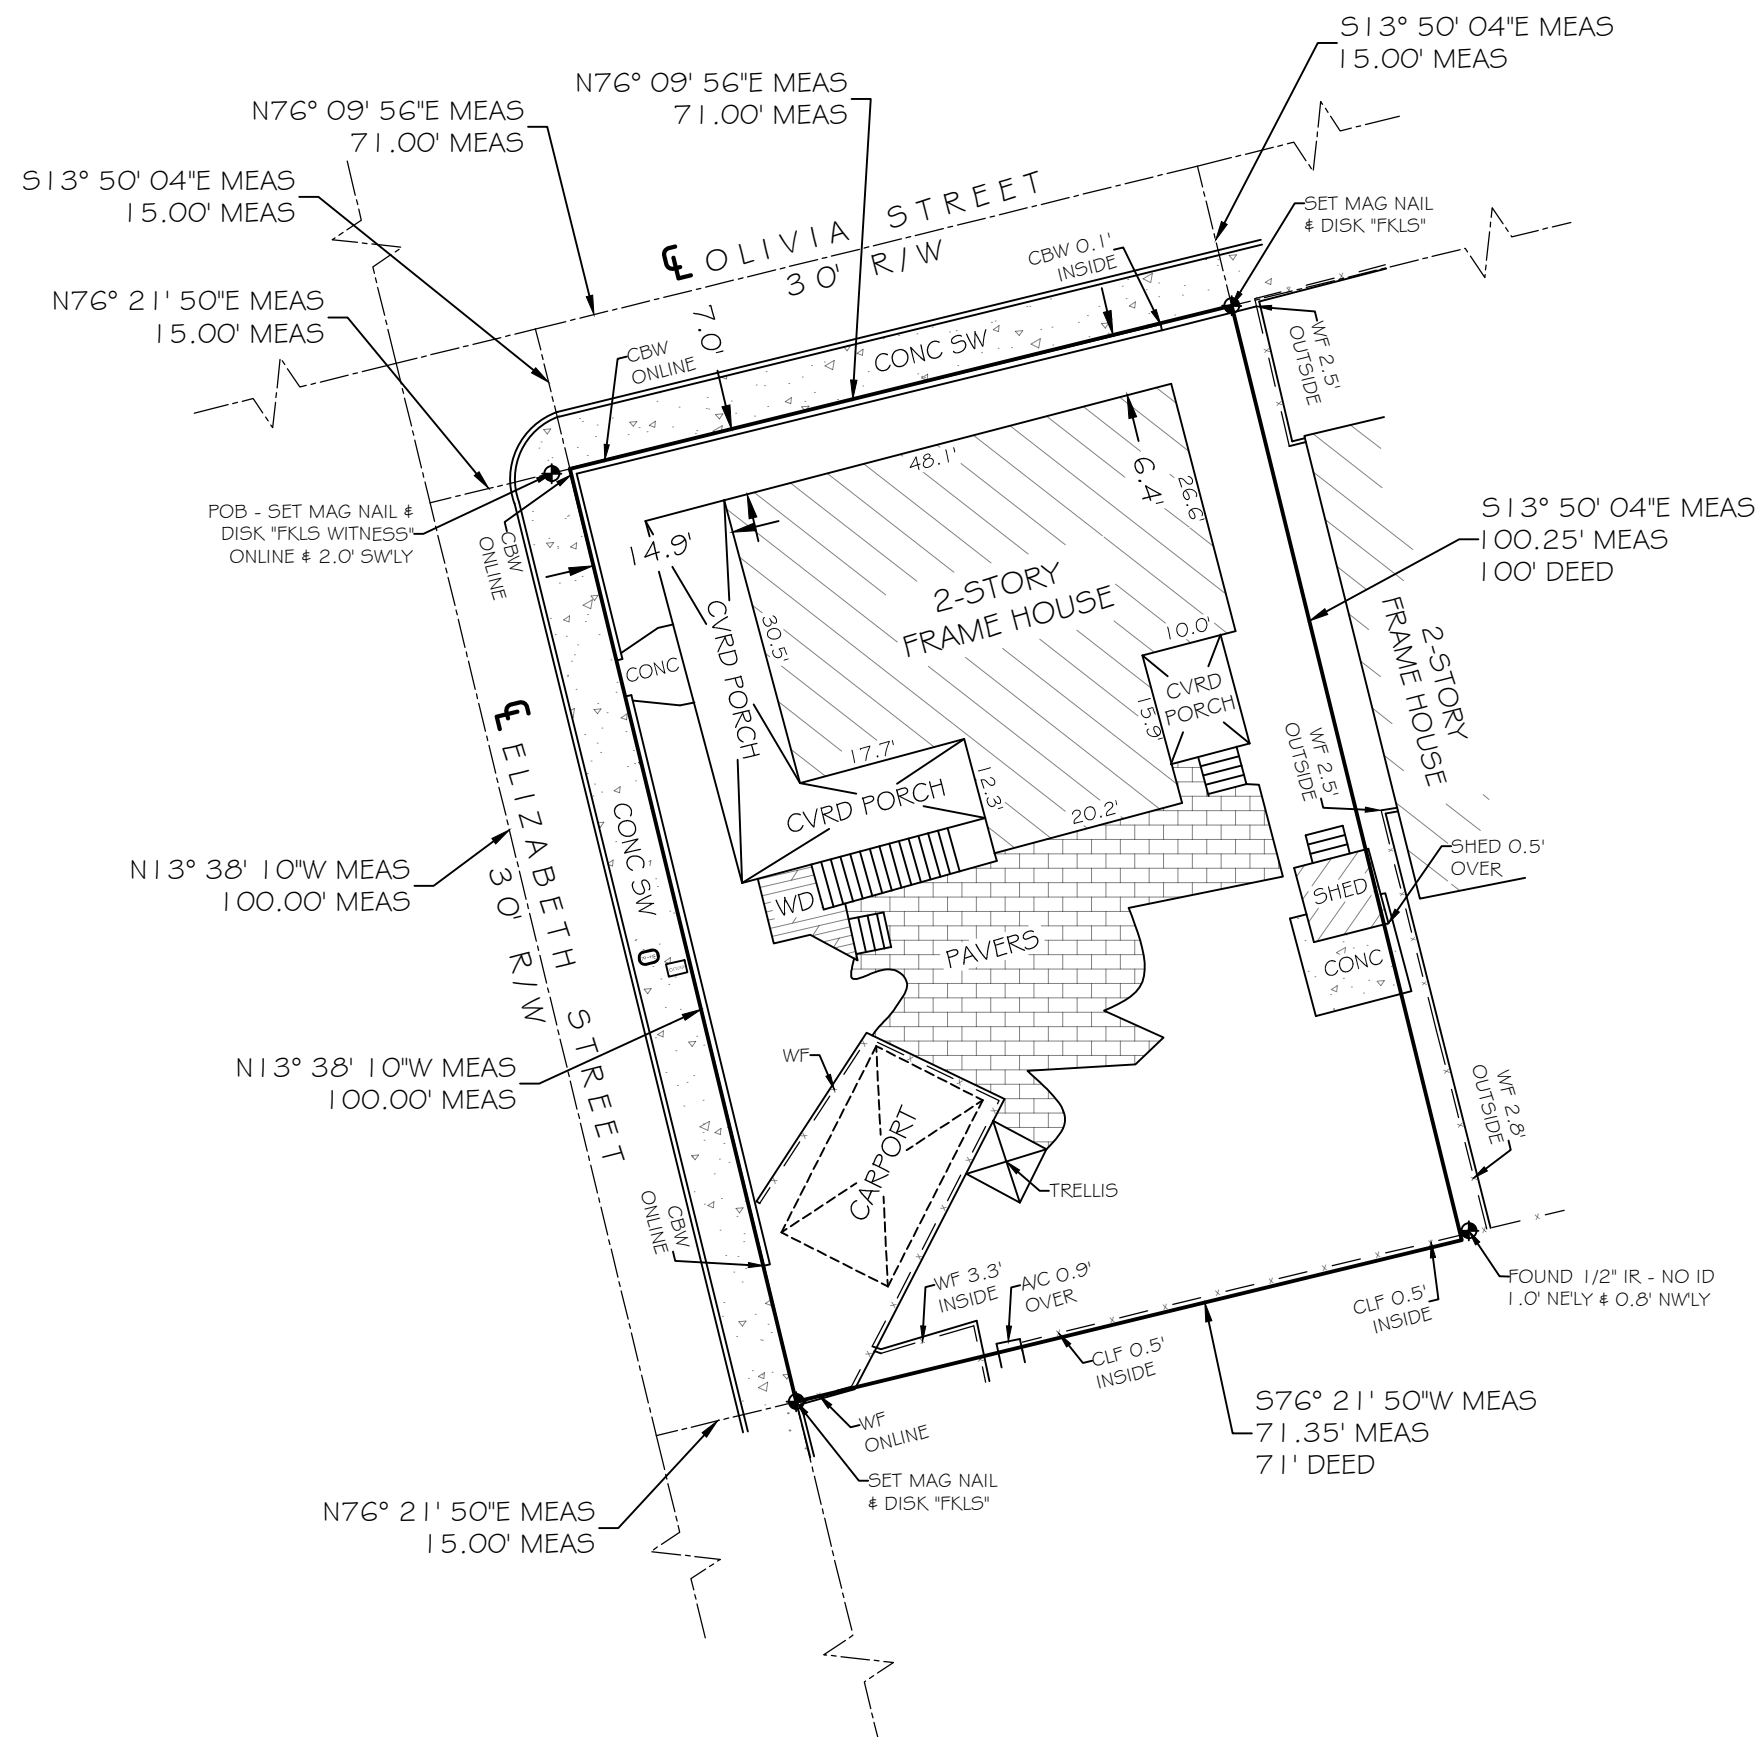 S13° 50' 04"E MEAS
15.00' MEAS
N76° 09' 56"E MEAS
71.00' MEAS
N76° 09' 56"E MEAS
71.00' MEAS
S13° 50' 04"E MEAS
15.00' MEAS
N76° 21' 50"E MEAS
15.00' MEAS
℄ OLIVIA STREET
30' R/W
SET MAG NAIL
& DISK "FKLS"
CBW 0.1'
INSIDE
7.0'
CBW
ONLINE
CONC SW
WF 2.5'
OUTSIDE
48.1'
6.4'
26.6'
POB - SET MAG NAIL &
DISK "FKLS WITNESS"
ONLINE & 2.0' SW'LY
CBW
ONLINE
14.9'
S13° 50' 04"E MEAS
100.25' MEAS
100' DEED
2-STORY
FRAME HOUSE
CVRD PORCH
30.5'
10.0'
CONC
CVRD
PORCH
15.9'
2-STORY
FRAME HOUSE
17.7'
CVRD PORCH
12.3'
20.2'
WF 2.5'
OUTSIDE
℄ ELIZABETH STREET
30' R/W
CONC SW
N13° 38' 10"W MEAS
100.00' MEAS
SHED 0.5'
OVER
SHED
WD
PAVERS
CONC
WF
N13° 38' 10"W MEAS
100.00' MEAS
CARPORT
WF 2.8'
OUTSIDE
TRELLIS
CBW
ONLINE
WF 3.3'
INSIDE
A/C 0.9'
OVER
CLF 0.5'
INSIDE
FOUND 1/2" IR - NO ID
1.0' NE'LY & 0.8' NW'LY
CLF 0.5'
INSIDE
S76° 21' 50"W MEAS
71.35' MEAS
71' DEED
WF
ONLINE
SET MAG NAIL
& DISK "FKLS"
N76° 21' 50"E MEAS
15.00' MEAS